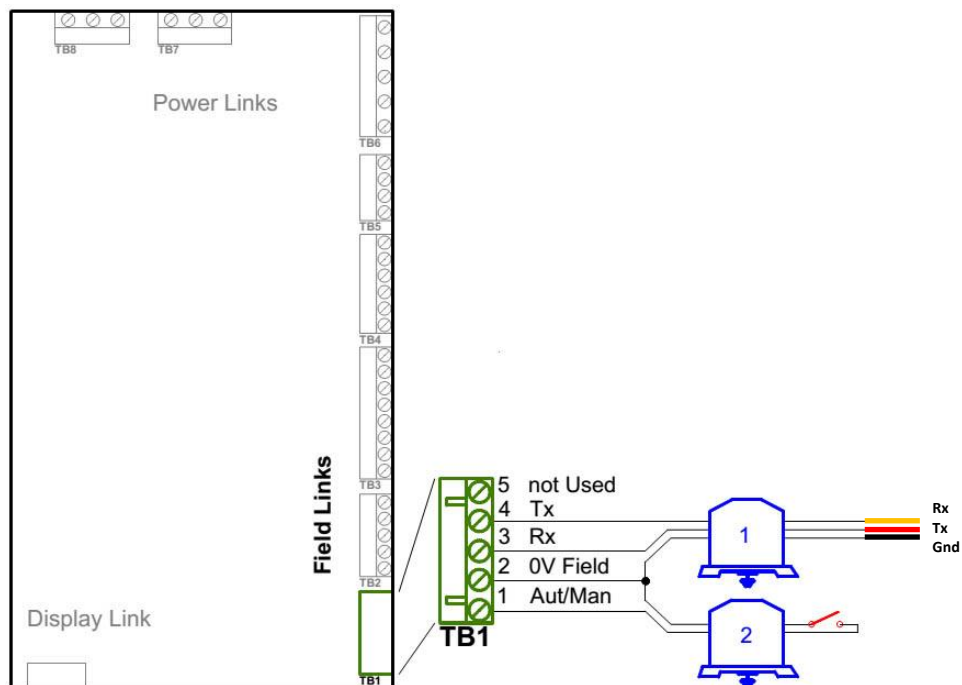 TB8
TB7
Power Links
TB6
TB5
TB4
TB3
TB2
TB1
Field Links
Display Link
5 not Used
4 Tx
3 Rx
2 0V Field
1 Aut/Man
TB1
1
2
Rx
Tx
Gnd